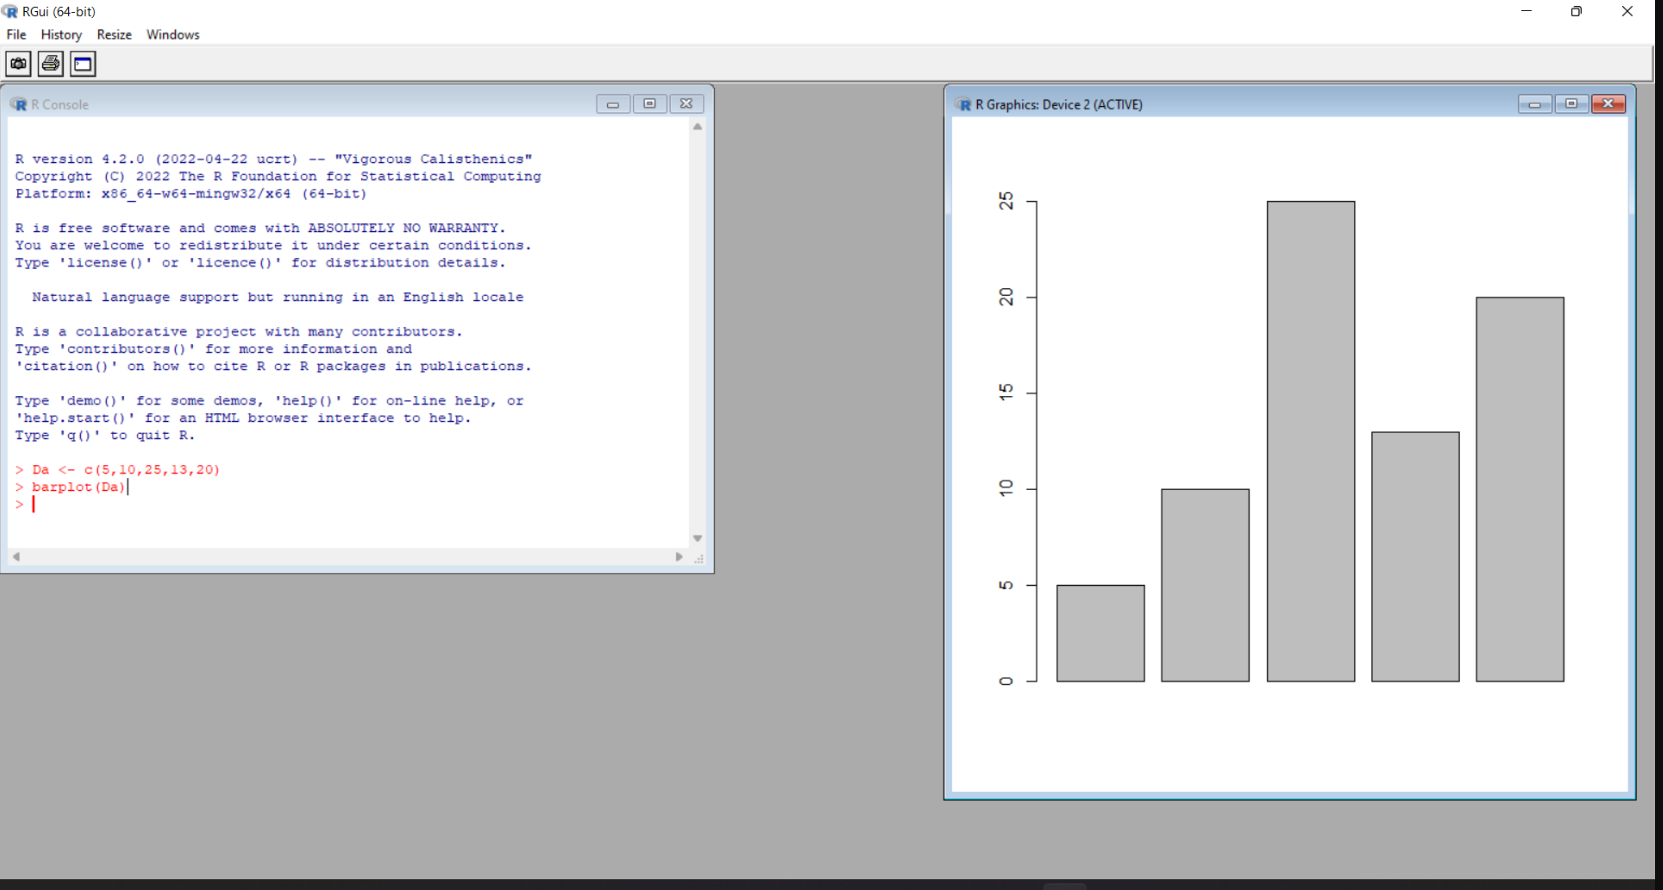 RGui (64-bit)
File History Resize Windows
R Console
R version 4.2.0 (2022-04-22 ucrt) -- "Vigorous Calisthenics"
Copyright (C) 2022 The R Foundation for Statistical Computing
Platform: x86_64-w64-mingw32/x64 (64-bit)
R is free software and comes with ABSOLUTELY NO WARRANTY.
You are welcome to redistribute it under certain conditions.
Type 'license()' or 'licence()' for distribution details.
Natural language support but running in an English locale
R is a collaborative project with many contributors.
Type 'contributors()' for more information and
'citation()' on how to cite R or R packages in publications.
Type 'demo()' for some demos, 'help()' for on-line help, or
'help.start()' for an HTML browser interface to help.
Type 'q()' to quit R.
> Da <- c(5,10,25,13,20)
> barplot(Da)
>
R Graphics: Device 2 (ACTIVE)
25
20
15
10
5
0